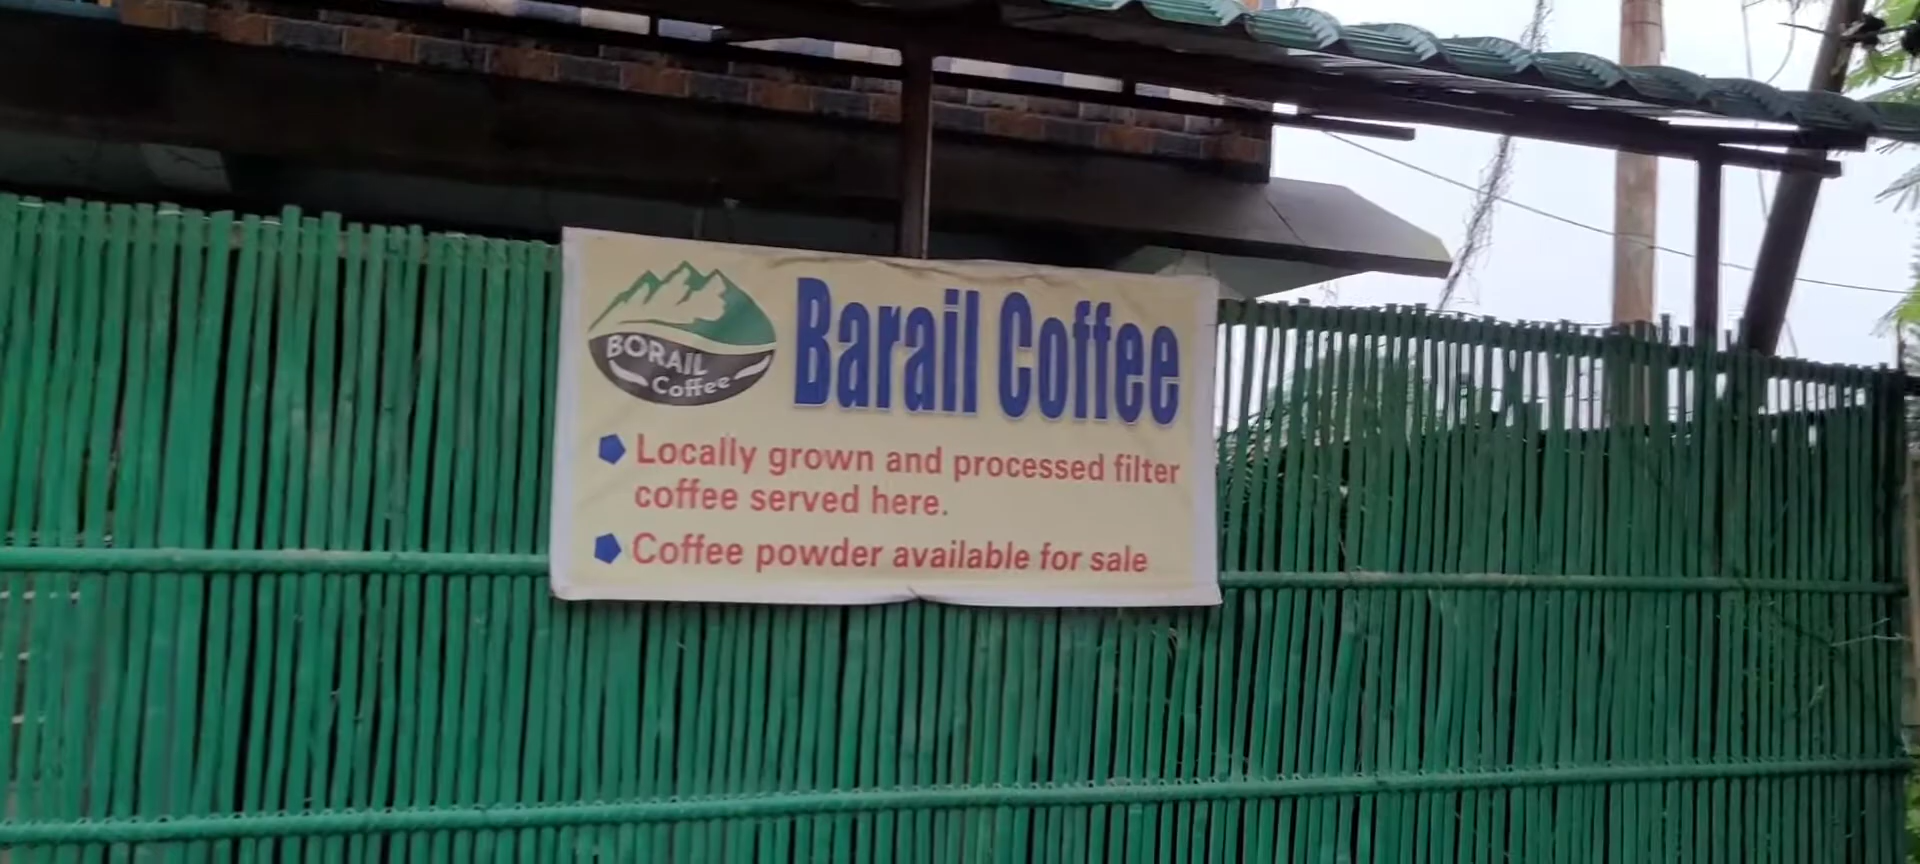 BORAIL
Coffee
Barail Coffee
Locally grown and processed filter
coffee served here.
Coffee powder available for sale